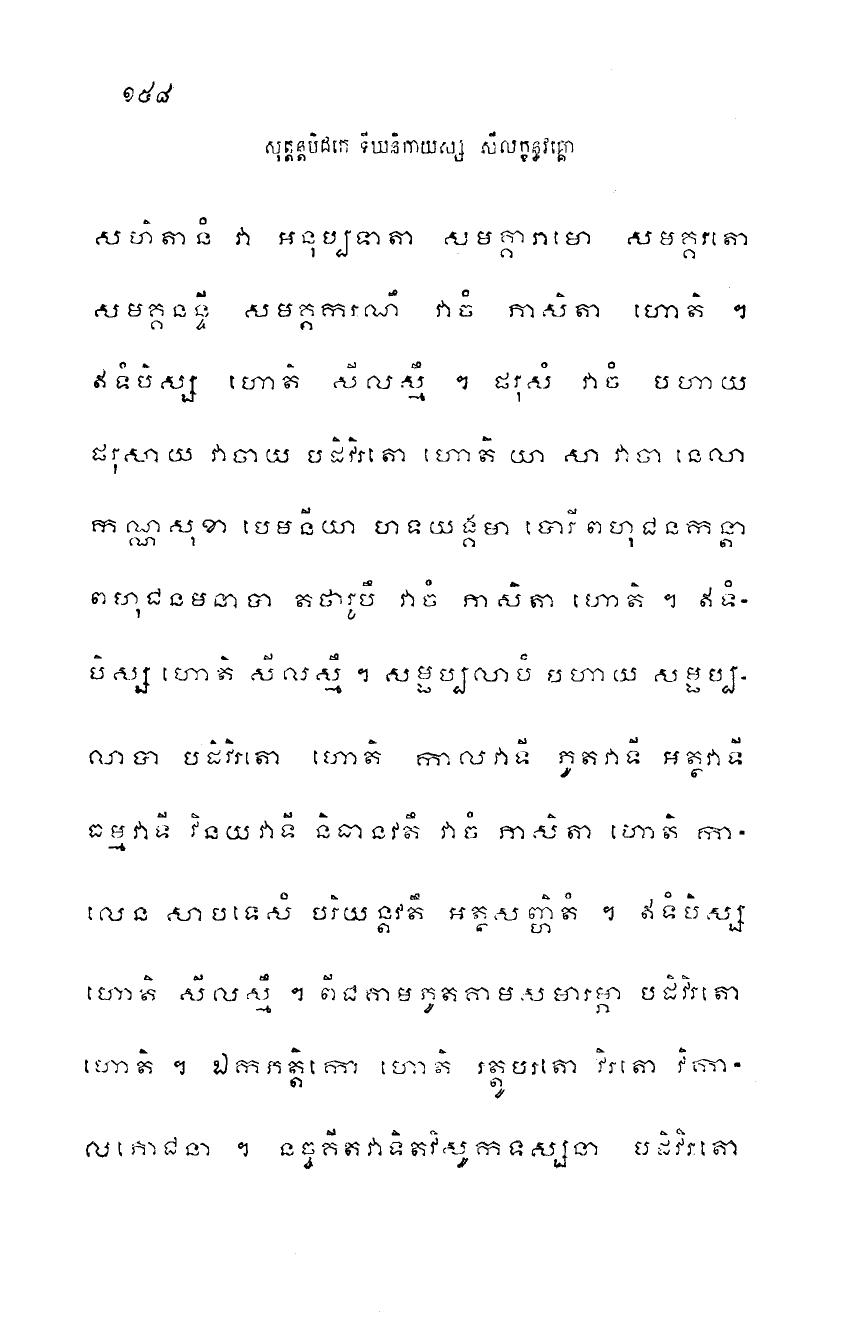 ១៥៨
សុត្តន្តបិដកេ ទីឃនិកាយស្ស សីលក្ខន្ធវគ្គោ
សហិតានំ វា អនុប្បទាតា សមគ្គារាមោ សមគ្គរតោ
សមគ្គនន្ទី សមគ្គករណឹ វាចំ ភាសិតា ហោតិ ។
ឥទំបិស្ស ហោតិ សីលស្មឹ ។ ផរុសំ វាចំ បហាយ
ផរុសាយ វាចាយ បដិវិរតោ ហោតិ យា សា វាចា នេលា
កណ្ណសុខា បេមនីយា ហទយង្គមា បោរី ពហុជនកន្តា
ពហុជនមនាបា តថារូបឹ វាចំ ភាសិតា ហោតិ ។ ឥទំ-
បិស្ស ហោតិ សីលស្មឹ ។ សម្ផប្បលាបំ បហាយ សម្ផប្ប-
លាបា បដិវិរតោ ហោតិ កាលវាទី ភូតវាទី អត្ថវាទី
ធម្មវាទី វិនយវាទី និធានវតឹ វាចំ ភាសិតា ហោតិ កា-
លេន សាបទេសំ បរិយន្តវតឹ អត្ថសញ្ហិតំ ។ ឥទំបិស្ស
ហោតិ សីលស្មឹ ។ ពីជគាមភូតគាមសមារម្ភា បដិវិរតោ
ហោតិ ។ ឯកភត្តិកោ ហោតិ រត្តូបរតោ វិរតោ វិកា-
លភោជនា ។ នច្ចគីតវាទិតវិសូកទស្សនា បដិវិរតោ